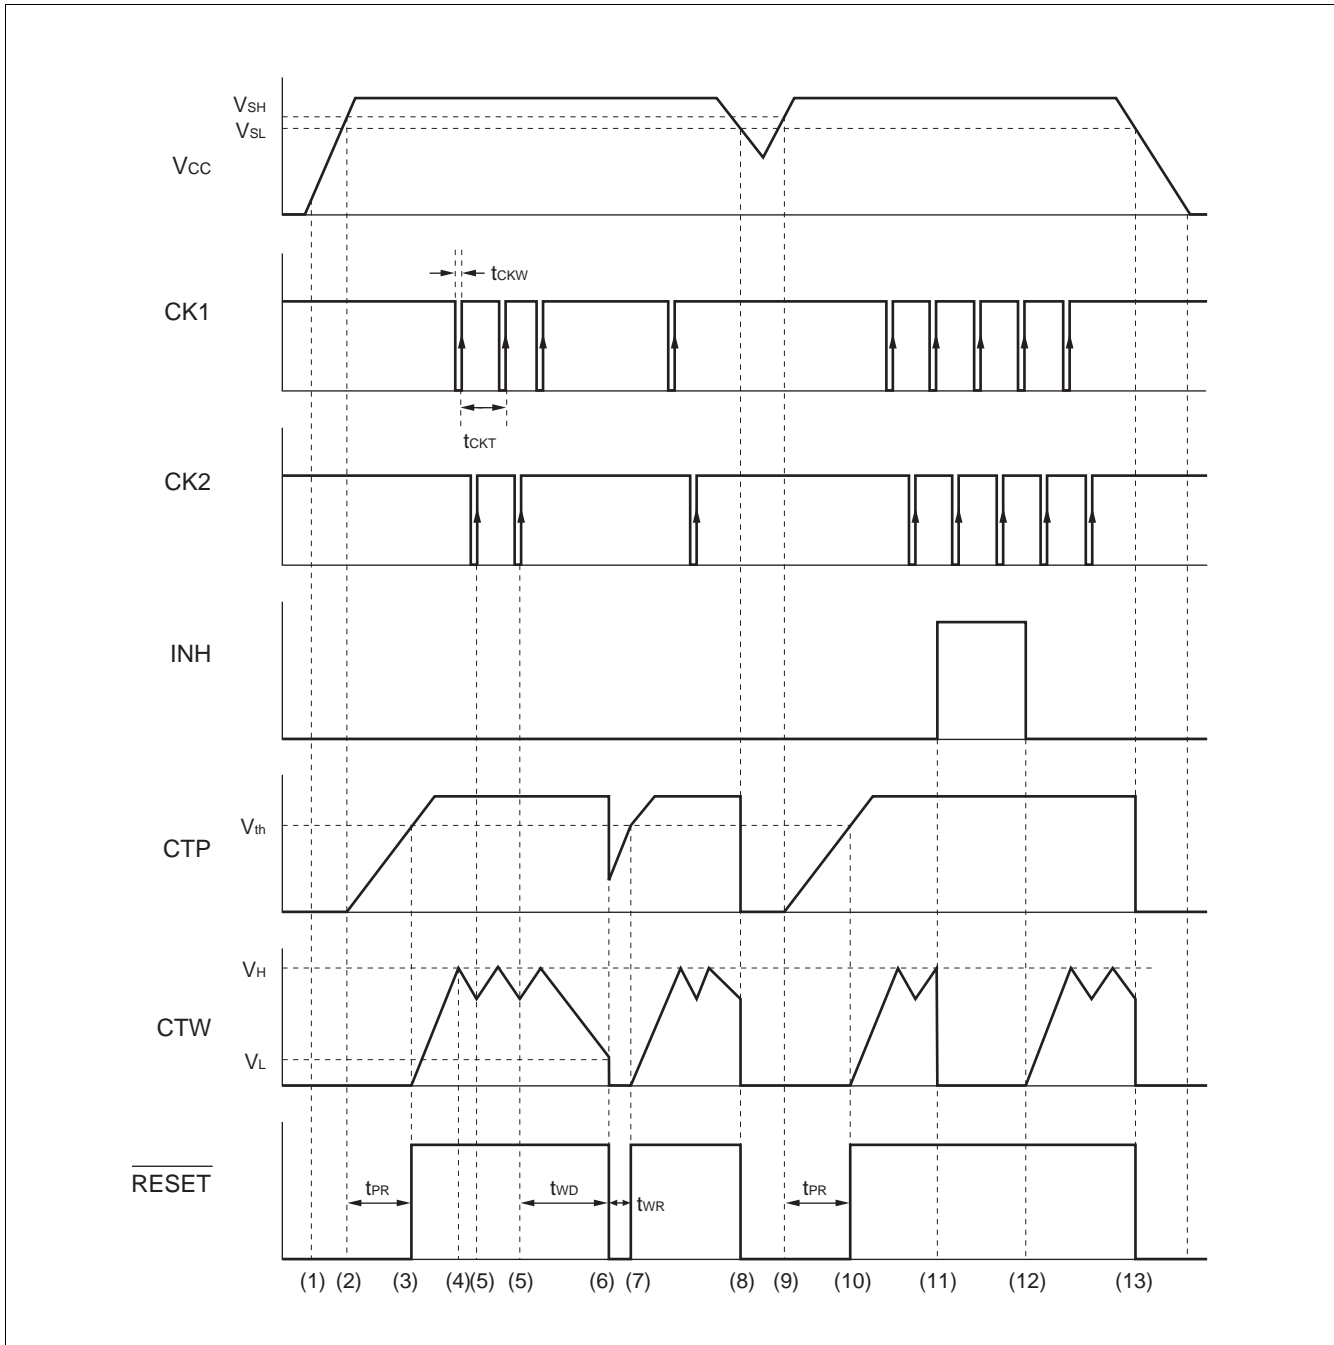 VSH
VSL
VCC
tCKW
CK1
tCKT
CK2
INH
Vth
CTP
VH
CTW
VL
RESET
tPR
tWD
tWR
tPR
(1) (2) (3) (4) (5) (5) (6) (7) (8) (9) (10) (11) (12) (13)